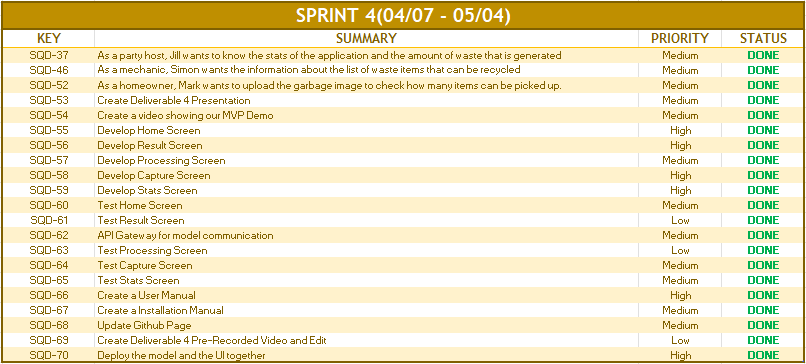 SPRINT 4(04/07 - 05/04)
KEY SUMMARY PRIORITY STATUS
SQD-37 As a party host, Jill wants to know the stats of the application and the amount of waste that is generated Medium DONE
SQD-46 As a mechanic, Simon wants the information about the list of waste items that can be recycled Medium DONE
SQD-52 As a homeowner, Mark wants to upload the garbage image to check how many items can be picked up. Medium DONE
SQD-53 Create Deliverable 4 Presentation Medium DONE
SQD-54 Create a video showing our MVP Demo Medium DONE
SQD-55 Develop Home Screen High DONE
SQD-56 Develop Result Screen High DONE
SQD-57 Develop Processing Screen Medium DONE
SQD-58 Develop Capture Screen High DONE
SQD-59 Develop Stats Screen High DONE
SQD-60 Test Home Screen Medium DONE
SQD-61 Test Result Screen Low DONE
SQD-62 API Gateway for model communication Medium DONE
SQD-63 Test Processing Screen Low DONE
SQD-64 Test Capture Screen Medium DONE
SQD-65 Test Stats Screen Medium DONE
SQD-66 Create a User Manual High DONE
SQD-67 Create a Installation Manual Medium DONE
SQD-68 Update Github Page Medium DONE
SQD-69 Create Deliverable 4 Pre-Recorded Video and Edit Low DONE
SQD-70 Deploy the model and the UI together High DONE